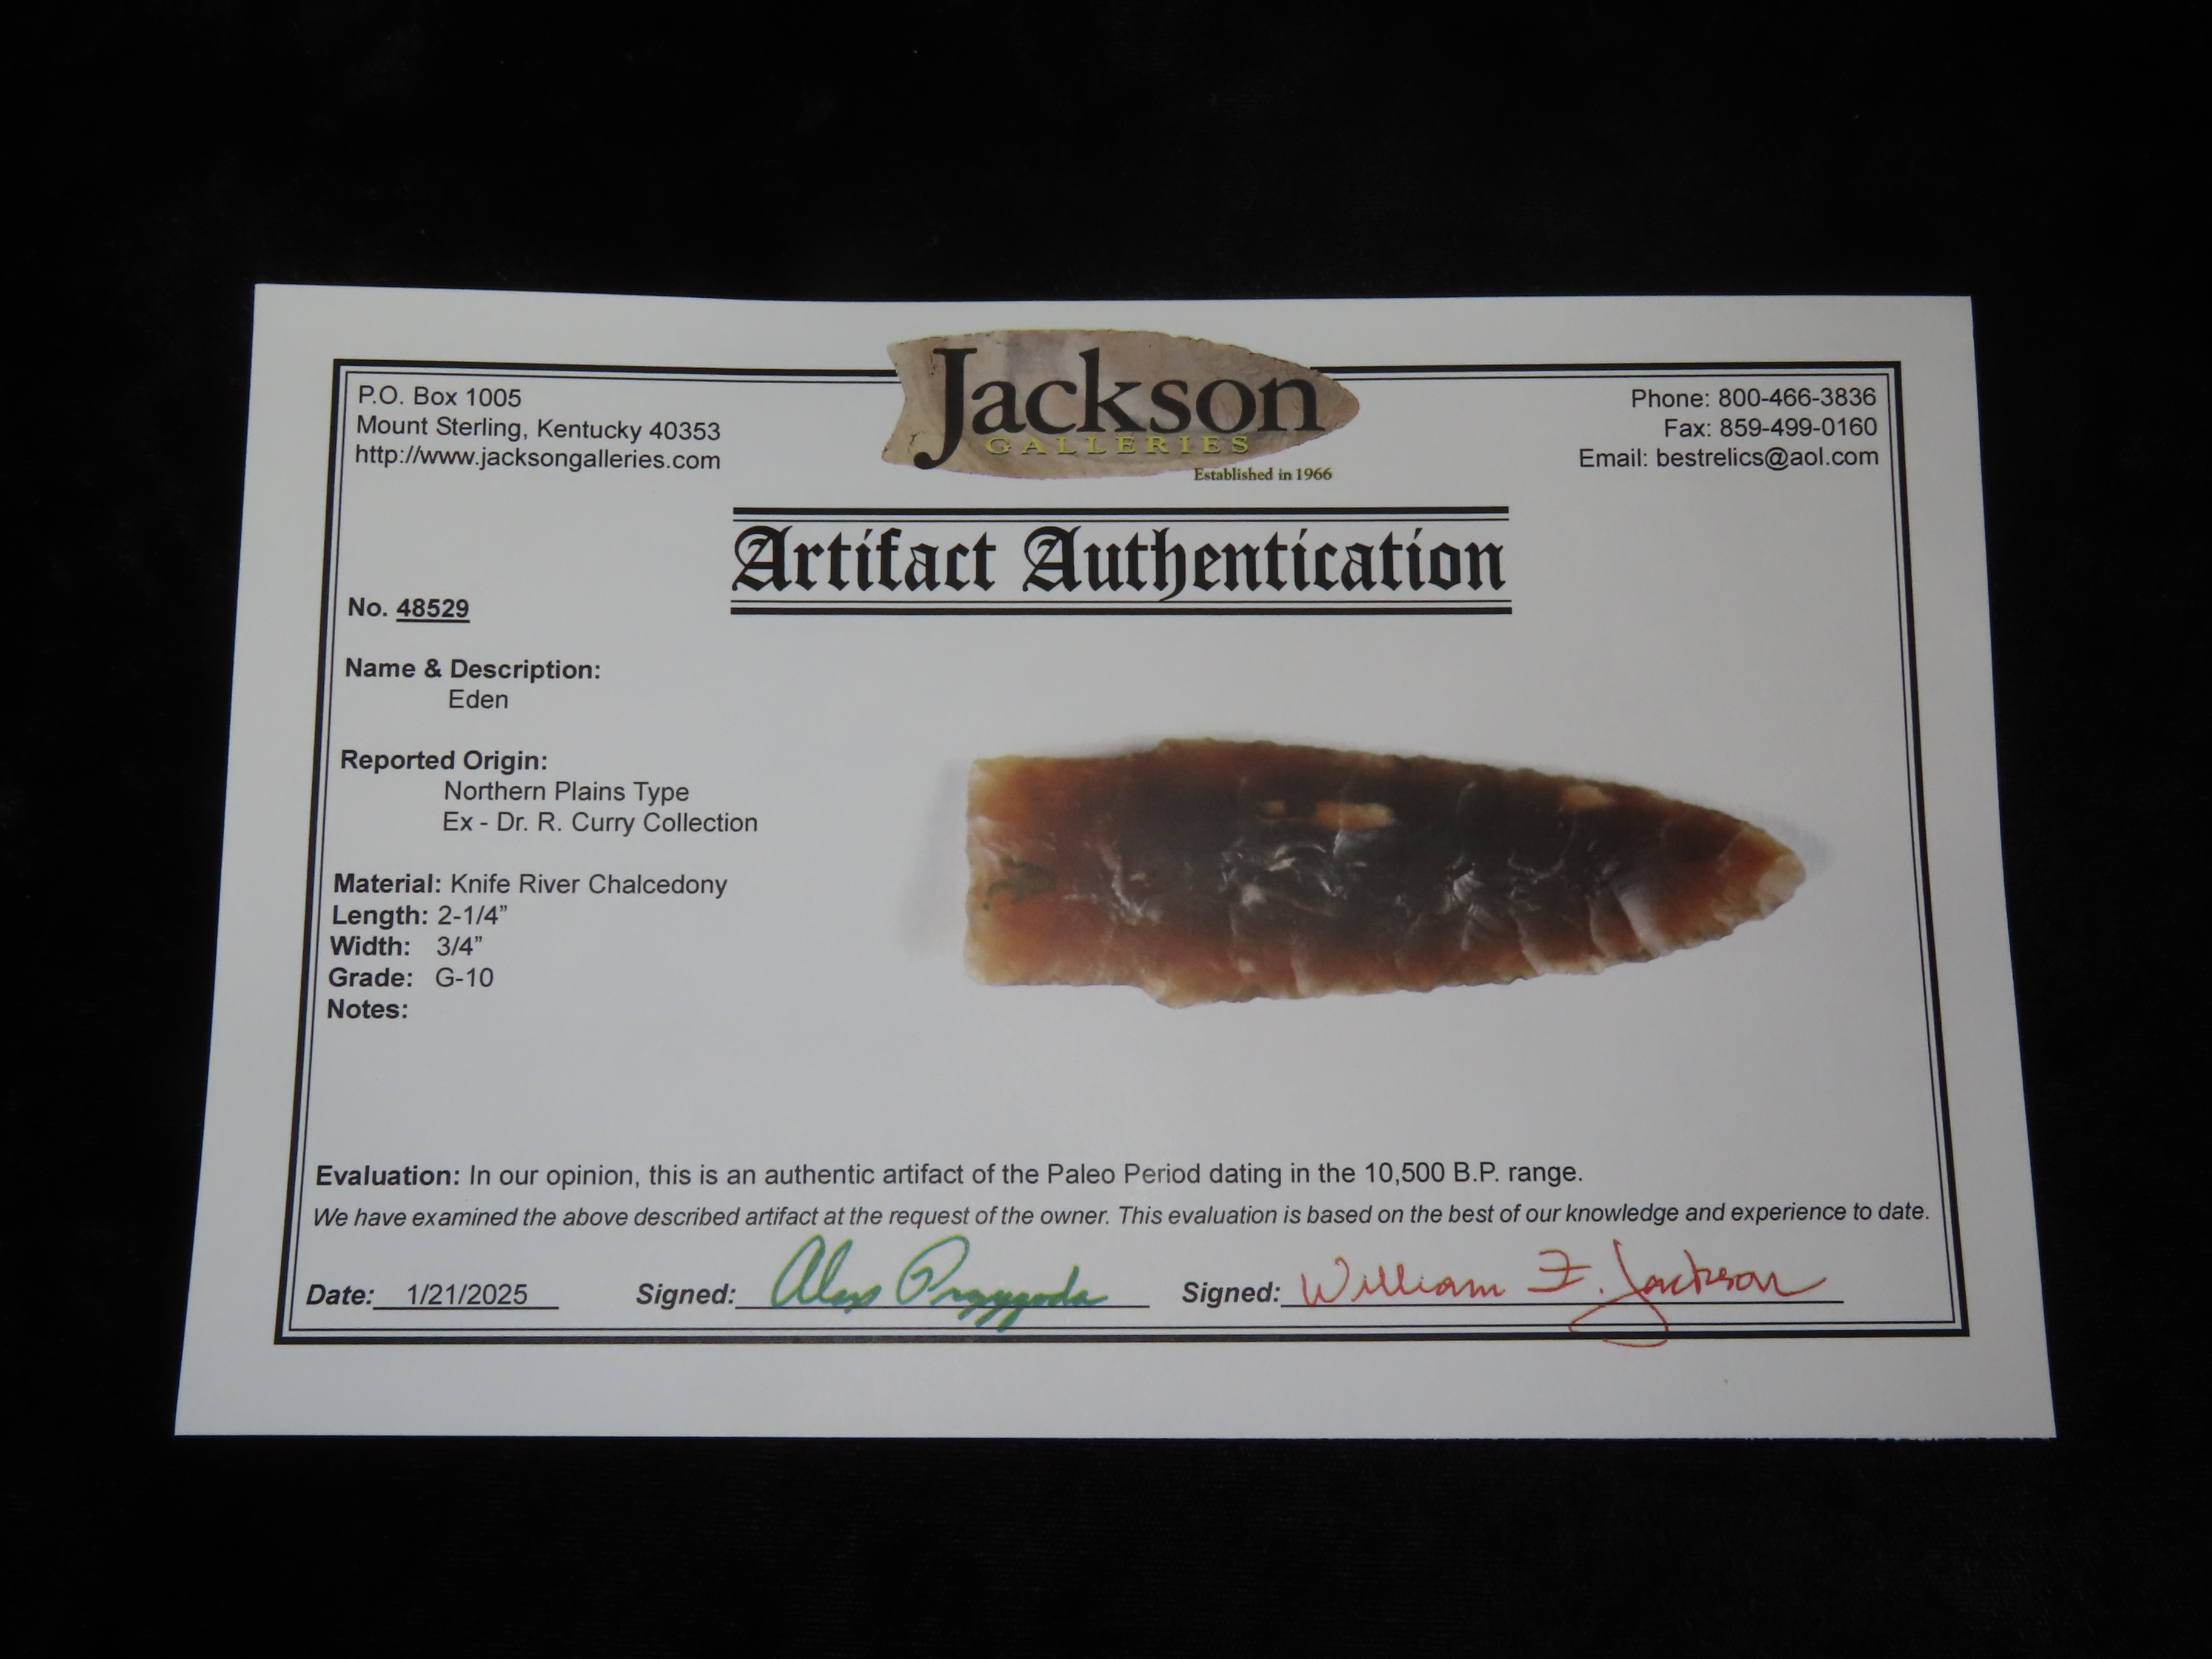 P.O. Box 1005
Mount Sterling, Kentucky 40353
http://www.jacksongalleries.com
Jackson
GALLERIES
Established in 1966
Phone: 800-466-3836
Fax: 859-499-0160
Email: bestrelics@aol.com
Artifact Authentication
No. 48529
Name & Description:
Eden
Reported Origin:
Northern Plains Type
Ex - Dr. R. Curry Collection
Material: Knife River Chalcedony
Length: 2-1/4”
Width: 3/4”
Grade: G-10
Notes:
Evaluation: In our opinion, this is an authentic artifact of the Paleo Period dating in the 10,500 B.P. range.
We have examined the above described artifact at the request of the owner. This evaluation is based on the best of our knowledge and experience to date.
Date: 1/21/2025 Signed: Alex Przygoda Signed: William F. Jackson